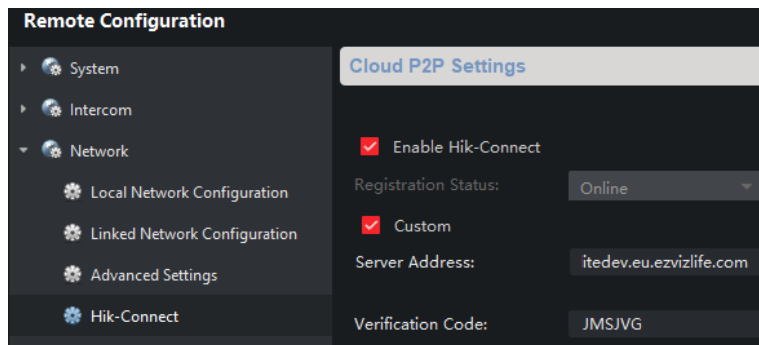 Remote Configuration
System
Intercom
Network
Local Network Configuration
Linked Network Configuration
Advanced Settings
Hik-Connect
Cloud P2P Settings
Enable Hik-Connect
Registration Status: Online
Custom
Server Address: itedev.eu.ezvizlife.com
Verification Code: JMSJVG